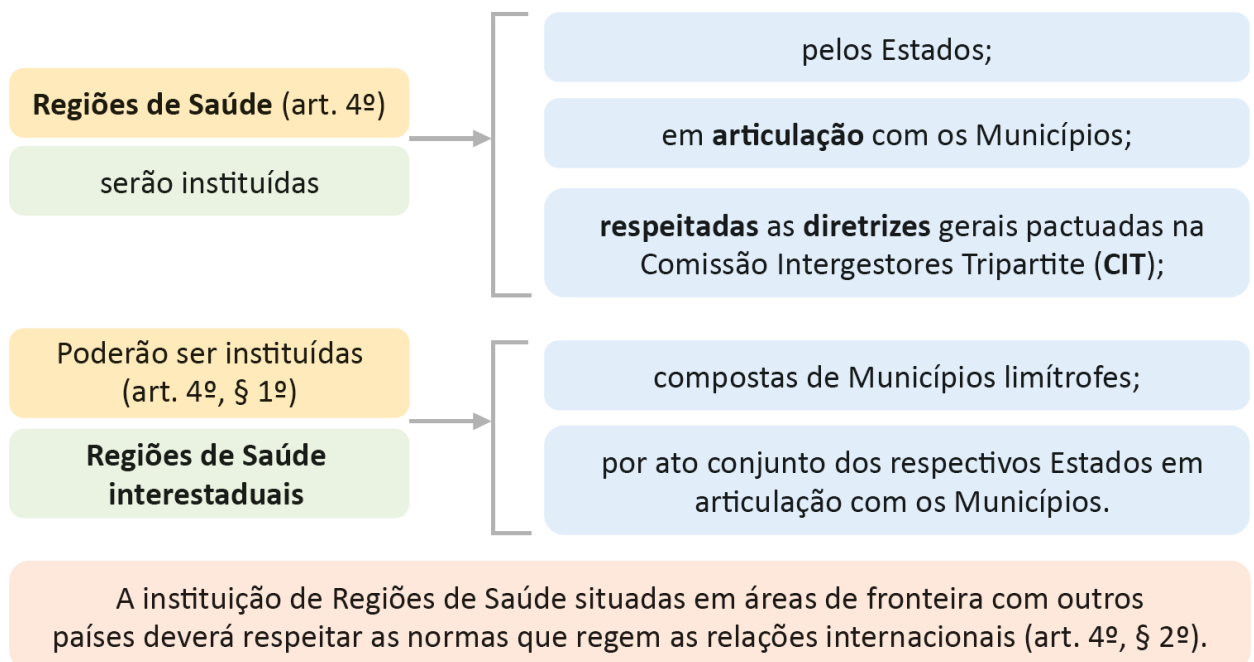 Regiões de Saúde (art. 4º)
serão instituídas
pelos Estados;
em articulação com os Municípios;
respeitadas as diretrizes gerais pactuadas na
Comissão Intergestores Tripartite (CIT);
Poderão ser instituídas
(art. 4º, § 1º)
Regiões de Saúde
interestaduais
compostas de Municípios limítrofes;
por ato conjunto dos respectivos Estados em
articulação com os Municípios.
A instituição de Regiões de Saúde situadas em áreas de fronteira com outros
países deverá respeitar as normas que regem as relações internacionais (art. 4º, § 2º).